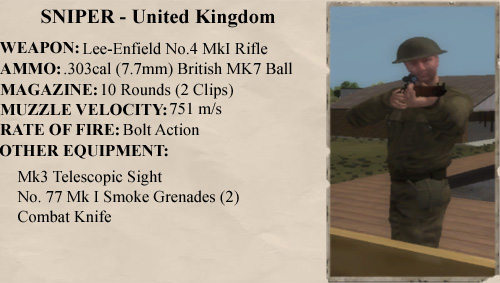 SNIPER - United Kingdom
WEAPON: Lee-Enfield No.4 MkI Rifle
AMMO: .303cal (7.7mm) British MK7 Ball
MAGAZINE: 10 Rounds (2 Clips)
MUZZLE VELOCITY: 751 m/s
RATE OF FIRE: Bolt Action
OTHER EQUIPMENT:
Mk3 Telescopic Sight
No. 77 Mk I Smoke Grenades (2)
Combat Knife